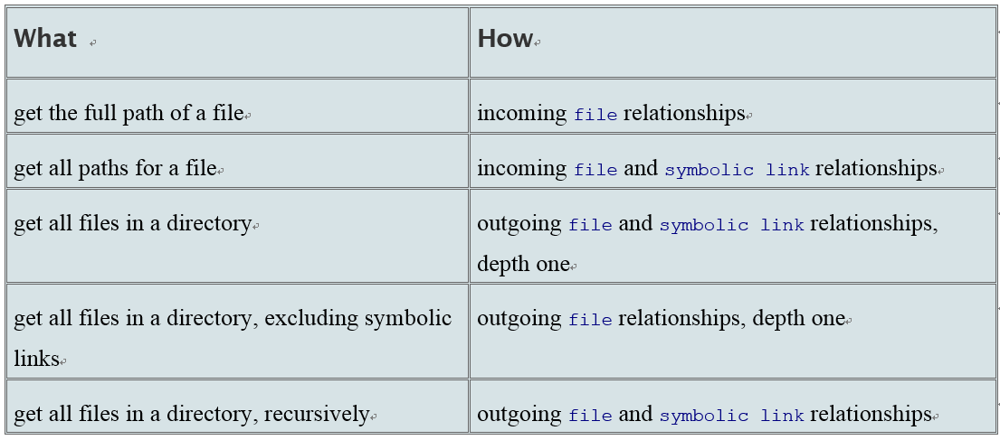 What
How
get the full path of a file
incoming file relationships
get all paths for a file
incoming file and symbolic link relationships
get all files in a directory
outgoing file and symbolic link relationships,
depth one
get all files in a directory, excluding symbolic
links
outgoing file relationships, depth one
get all files in a directory, recursively
outgoing file and symbolic link relationships